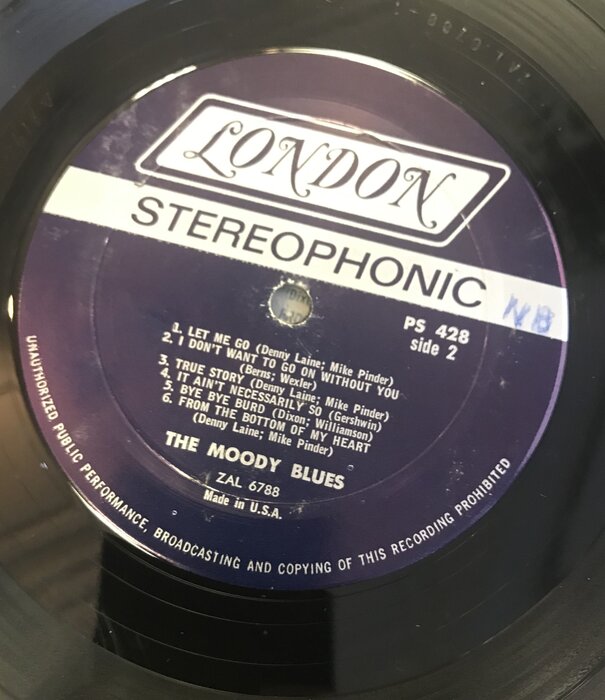 LONDON
STEREOPHONIC
NB
PS 428
side 2
1. LET ME GO (Denny Laine; Mike Pinder)
2. I DON'T WANT TO GO ON WITHOUT YOU
(Berns; Wexler)
3. TRUE STORY (Denny Laine; Mike Pinder)
4. IT AIN'T NECESSARILY SO (Gershwin)
5. BYE BYE BURD (Dixon; Williamson)
6. FROM THE BOTTOM OF MY HEART
(Denny Laine; Mike Pinder)
THE MOODY BLUES
ZAL 6788
Made in U.S.A.
UNAUTHORIZED PUBLIC PERFORMANCE, BROADCASTING AND COPYING OF THIS RECORDING PROHIBITED